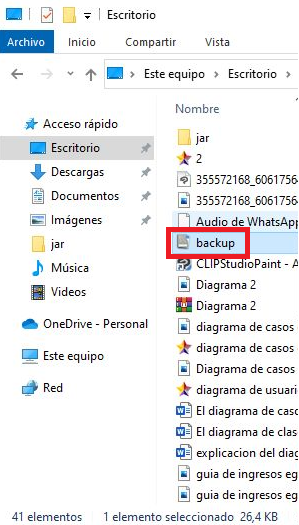 Escritorio
Archivo Inicio Compartir Vista
Este equipo Escritorio
NOMBRE
Acceso rápido
Escritorio
Descargas
Documentos
Imágenes
jar
Música
Videos
OneDrive - Personal
Este equipo
Red
jar
2
355572168_6061756
355572168_6061756
Audio de WhatsApp
backup
CLIPStudioPaint - A
Diagrama 2
Diagrama 2
diagrama de casos
diagrama de casos
Diagrama de casos
diagrama de usuari
El diagrama de caso
El diagrama de clas
explicacion del dia
guia de ingresos eg
guia de ingresos eg
41 elementos 1 elemento seleccionado 26,4 KB